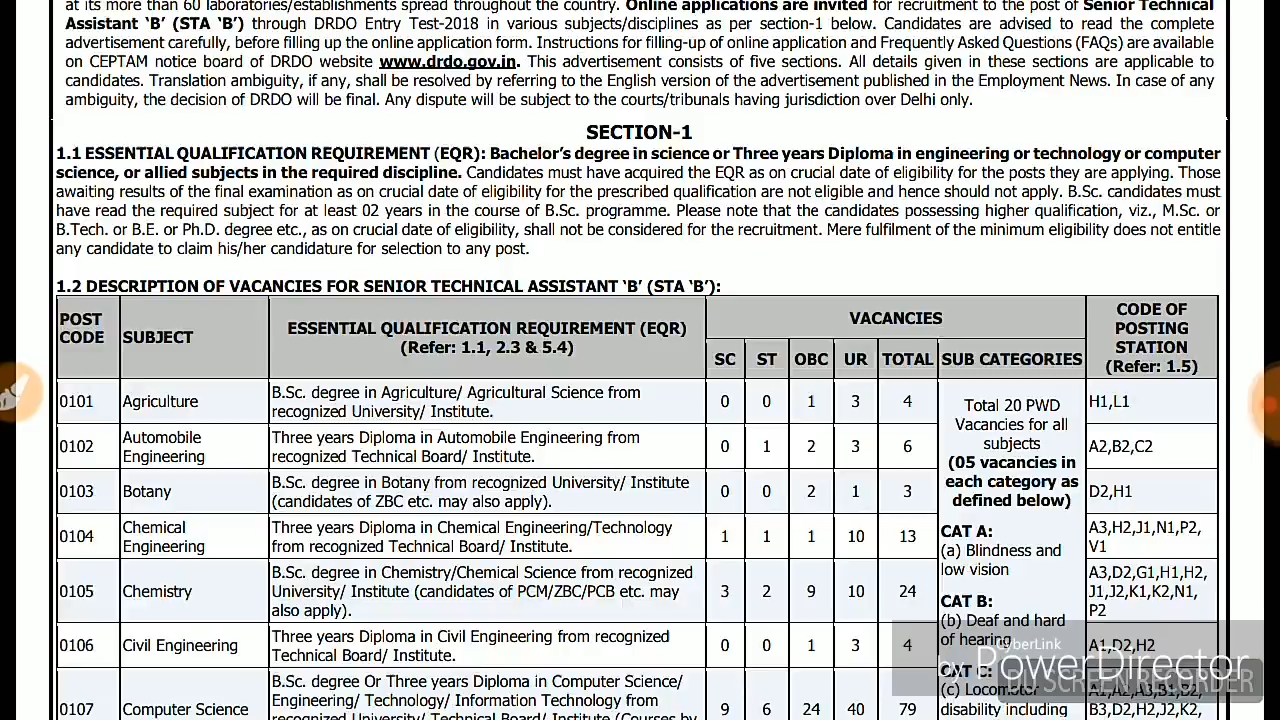 at its more than 60 laboratories/establishments spread throughout the country. Online applications are invited for recruitment to the post of Senior Technical
Assistant ‘B’ (STA ‘B’) through DRDO Entry Test-2018 in various subjects/disciplines as per section-1 below. Candidates are advised to read the complete
advertisement carefully, before filling up the online application form. Instructions for filling-up of online application and Frequently Asked Questions (FAQs) are available
on CEPTAM notice board of DRDO website www.drdo.gov.in. This advertisement consists of five sections. All details given in these sections are applicable to
candidates. Translation ambiguity, if any, shall be resolved by referring to the English version of the advertisement published in the Employment News. In case of any
ambiguity, the decision of DRDO will be final. Any dispute will be subject to the courts/tribunals having jurisdiction over Delhi only.
SECTION-1
1.1 ESSENTIAL QUALIFICATION REQUIREMENT (EQR): Bachelor’s degree in science or Three years Diploma in engineering or technology or computer
science, or allied subjects in the required discipline. Candidates must have acquired the EQR as on crucial date of eligibility for the posts they are applying. Those
awaiting results of the final examination as on crucial date of eligibility for the prescribed qualification are not eligible and hence should not apply. B.Sc. candidates must
have read the required subject for at least 02 years in the course of B.Sc. programme. Please note that the candidates possessing higher qualification, viz., M.Sc. or
B.Tech. or B.E. or Ph.D. degree etc., as on crucial date of eligibility, shall not be considered for the recruitment. Mere fulfilment of the minimum eligibility does not entitle
any candidate to claim his/her candidature for selection to any post.
1.2 DESCRIPTION OF VACANCIES FOR SENIOR TECHNICAL ASSISTANT ‘B’ (STA ‘B’):
POST CODE SUBJECT ESSENTIAL QUALIFICATION REQUIREMENT (EQR) (Refer: 1.1, 2.3 & 5.4) VACANCIES CODE OF POSTING STATION (Refer: 1.5)
SC ST OBC UR TOTAL SUB CATEGORIES
0101 Agriculture B.Sc. degree in Agriculture/ Agricultural Science from recognized University/ Institute. 0 0 1 3 4 H1,L1
0102 Automobile Engineering Three years Diploma in Automobile Engineering from recognized Technical Board/ Institute. 0 1 2 3 6 A2,B2,C2
0103 Botany B.Sc. degree in Botany from recognized University/ Institute (candidates of ZBC etc. may also apply). 0 0 2 1 3 D2,H1
0104 Chemical Engineering Three years Diploma in Chemical Engineering/Technology from recognized Technical Board/ Institute. 1 1 1 10 13 A3,H2,J1,N1,P2, V1
0105 Chemistry B.Sc. degree in Chemistry/Chemical Science from recognized University/ Institute (candidates of PCM/ZBC/PCB etc. may also apply). 3 2 9 10 24 A3,D2,G1,H1,H2, J1,J2,K1,K2,N1, P2
0106 Civil Engineering Three years Diploma in Civil Engineering from recognized Technical Board/ Institute. 0 0 1 3 4 A1,D2,H2
0107 Computer Science B.Sc. degree Or Three years Diploma in Computer Science/ Engineering/ Technology/ Information Technology from recognized University/ Technical Board/ Institute (Courses by 9 6 24 40 79 A1,A2,A3,B1,B2, B3,D2,H2,J2,K2,
Total 20 PWD
Vacancies for all
subjects
(05 vacancies in
each category as
defined below)
CAT A:
(a) Blindness and
low vision
CAT B:
(b) Deaf and hard
of hearing
CAT C:
(c) Locomotor
disability including
CyberLink
by PowerDirector
SCREEN RECORDER